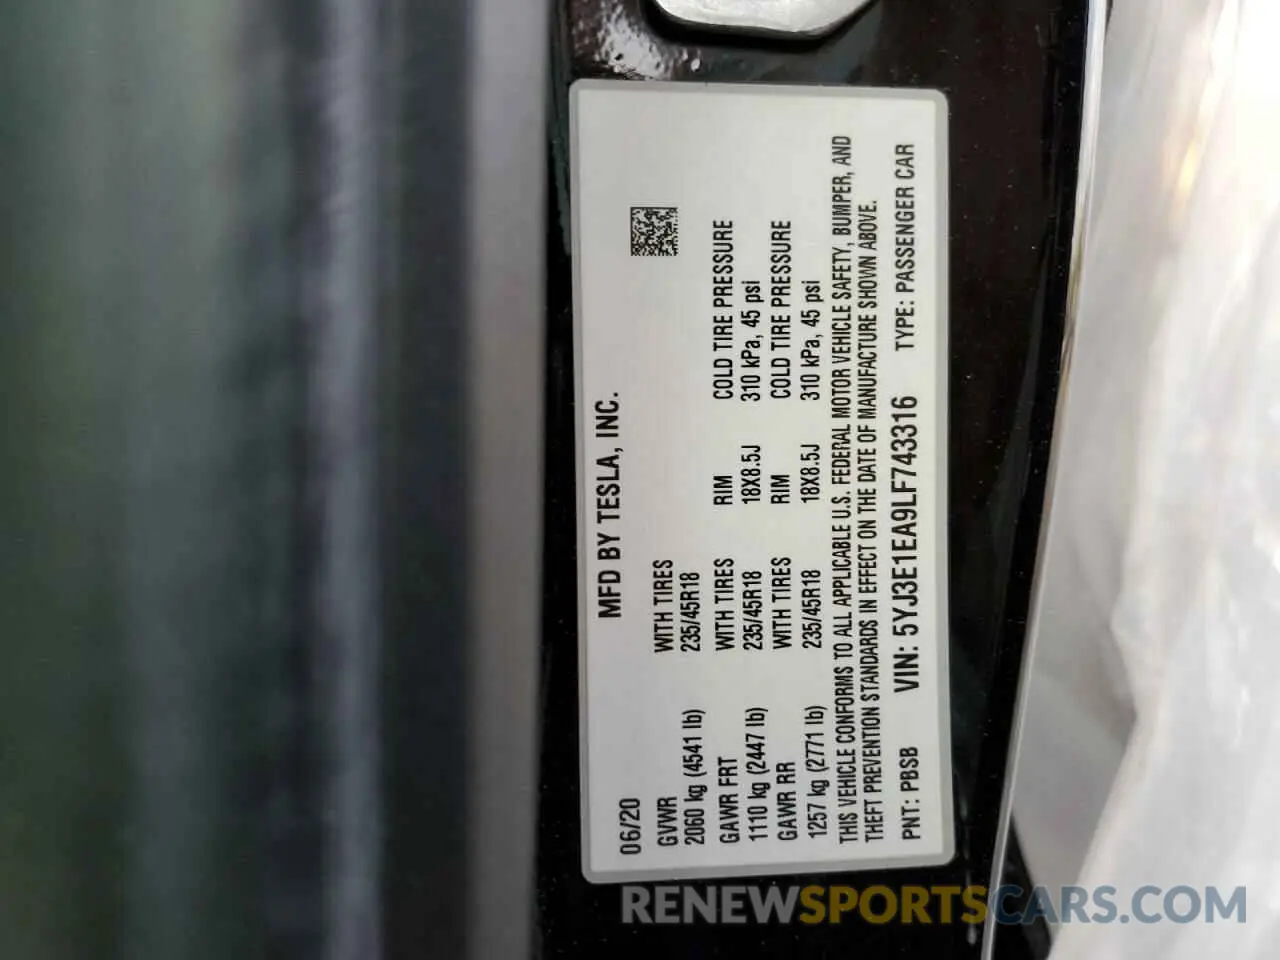 MFD BY TESLA, INC.
06/20
GVWR WITH TIRES
2060 kg (4541 lb) 235/45R18
GAWR FRT WITH TIRES RIM COLD TIRE PRESSURE
1110 kg (2447 lb) 235/45R18 18X8.5J 310 kPa, 45 psi
GAWR RR WITH TIRES RIM COLD TIRE PRESSURE
1257 kg (2771 lb) 235/45R18 18X8.5J 310 kPa, 45 psi
THIS VEHICLE CONFORMS TO ALL APPLICABLE U.S. FEDERAL MOTOR VEHICLE SAFETY, BUMPER, AND
THEFT PREVENTION STANDARDS IN EFFECT ON THE DATE OF MANUFACTURE SHOWN ABOVE.
PNT: PBSB VIN: 5YJ3E1EA9LF743316 TYPE: PASSENGER CAR
RENEWSPORTSCARS.COM